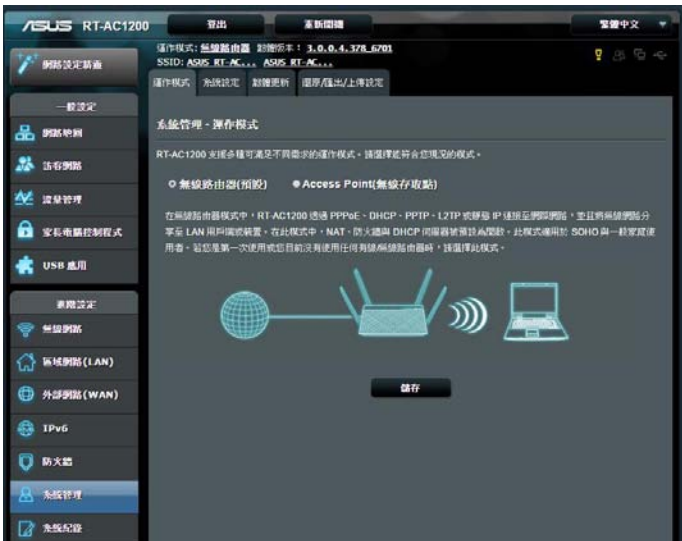 ASUS RT-AC1200
登出
重新開機
繁體中文
運作模式: 無線路由器 韌體版本: 3.0.0.4.378_6701
SSID: ASUS_RT-AC... ASUS_RT-AC...
網路設定精靈
一般設定
網路地圖
訪客網路
流量管理
家長電腦控制程式
USB 應用
進階設定
無線網路
區域網路(LAN)
外部網路(WAN)
IPv6
防火牆
系統管理
系統紀錄
運作模式
系統設定
韌體更新
還原/匯出/上傳設定
系統管理 - 運作模式
RT-AC1200 支援多種可滿足不同需求的運作模式。請選擇能符合您現況的模式。
無線路由器(預設)
Access Point(無線存取點)
在無線路由器模式中,RT-AC1200 透過 PPPoE、DHCP、PPTP、L2TP 或靜態 IP 連接至網際網路,並且將無線網路分
享至 LAN 用戶端或裝置。在此模式中,NAT、防火牆與 DHCP 伺服器被預設為開啟。此模式適用於 SOHO 與一般家庭使
用者。若您是第一次使用或您目前沒有使用任何有線/無線路由器時,請選擇此模式。
儲存